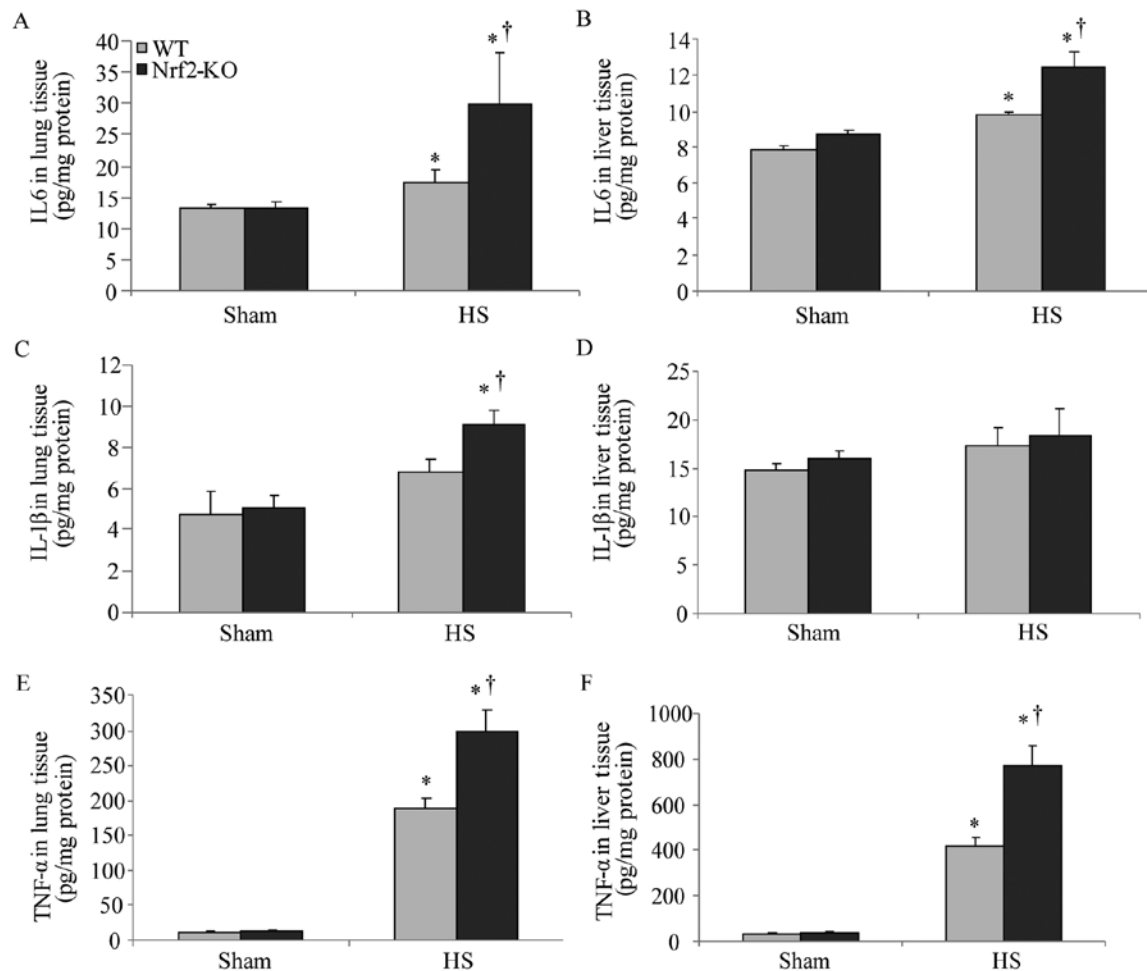 A
IL6 in lung tissue
(pg/mg protein)
40
35
30
25
20
15
10
5
0
WT
Nrf2-KO
*
*†
Sham
HS
B
IL6 in liver tissue
(pg/mg protein)
14
12
10
8
6
4
2
0
*
*†
Sham
HS
C
IL-1β in lung tissue
(pg/mg protein)
12
10
8
6
4
2
0
*†
Sham
HS
D
IL-1β in liver tissue
(pg/mg protein)
25
20
15
10
5
0
Sham
HS
E
TNF-α in lung tissue
(pg/mg protein)
350
300
250
200
150
100
50
0
*
*†
Sham
HS
F
TNF-α in liver tissue
(pg/mg protein)
1000
800
600
400
200
0
*
*†
Sham
HS